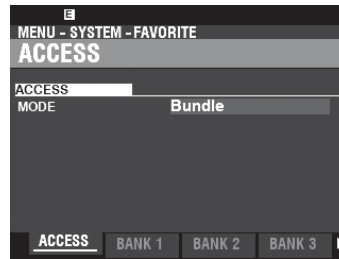 E
MENU - SYSTEM - FAVORITE
ACCESS
ACCESS
MODE Bundle
ACCESS BANK 1 BANK 2 BANK 3